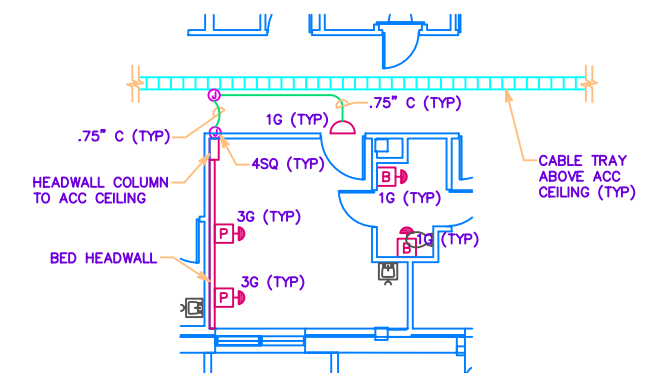 J
.75" C (TYP)
1G (TYP)
.75" C (TYP)
J
4SQ (TYP)
CABLE TRAY
ABOVE ACC
CEILING (TYP)
HEADWALL COLUMN
TO ACC CEILING
B
1G (TYP)
3G (TYP)
P
1G (TYP)
B
BED HEADWALL
3G (TYP)
P